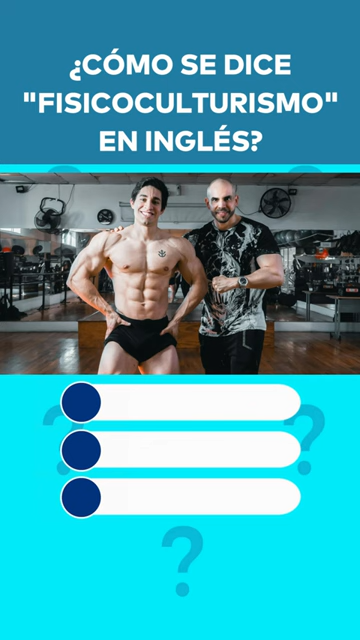 ¿CÓMO SE DICE
"FISICOCULTURISMO"
EN INGLÉS?
?
?
?